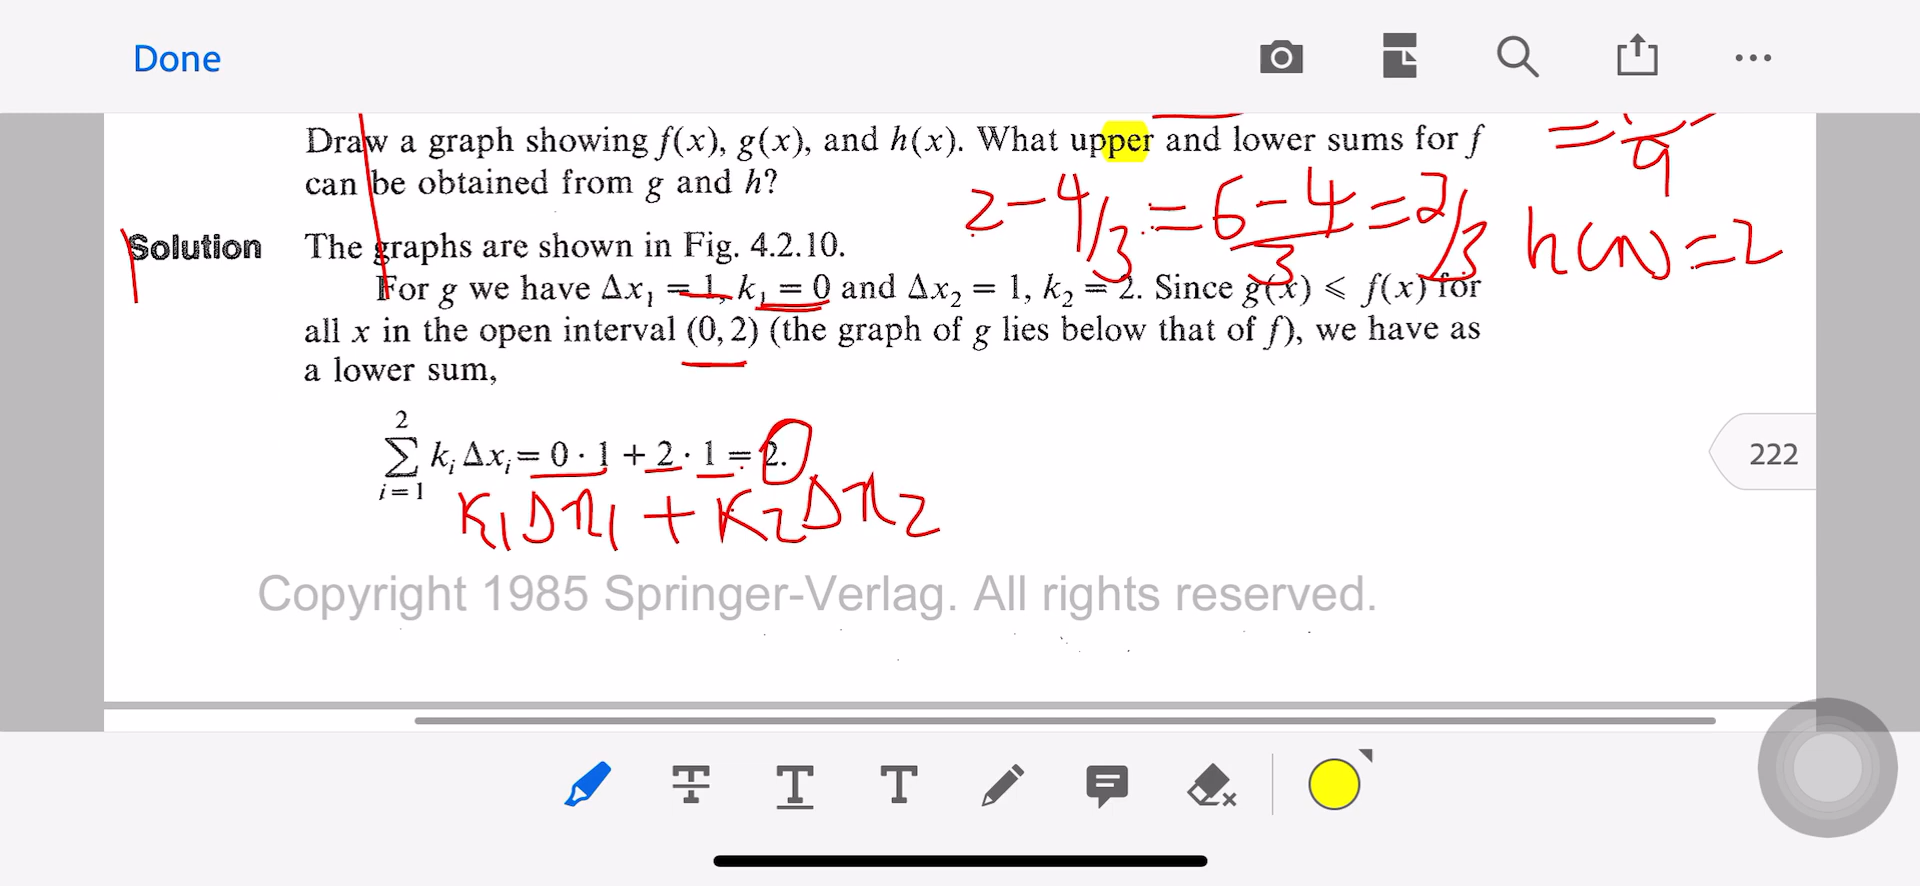 Done
Draw a graph showing f(x), g(x), and h(x). What upper and lower sums for f
can be obtained from g and h?
2 - 4/3 = 6 - 4 / 3 = 2/3
h(x) = 2
Solution The graphs are shown in Fig. 4.2.10.
For g we have Δx₁ = 1, k₁ = 0 and Δx₂ = 1, k₂ = 2. Since g(x) ⩽ f(x) for
all x in the open interval (0, 2) (the graph of g lies below that of f), we have as
a lower sum,
2
∑ kᵢ Δxᵢ = 0 · 1 + 2 · 1 = 2.
i = 1
K₁Δx₁ + K₂Δx₂
222
Copyright 1985 Springer-Verlag. All rights reserved.